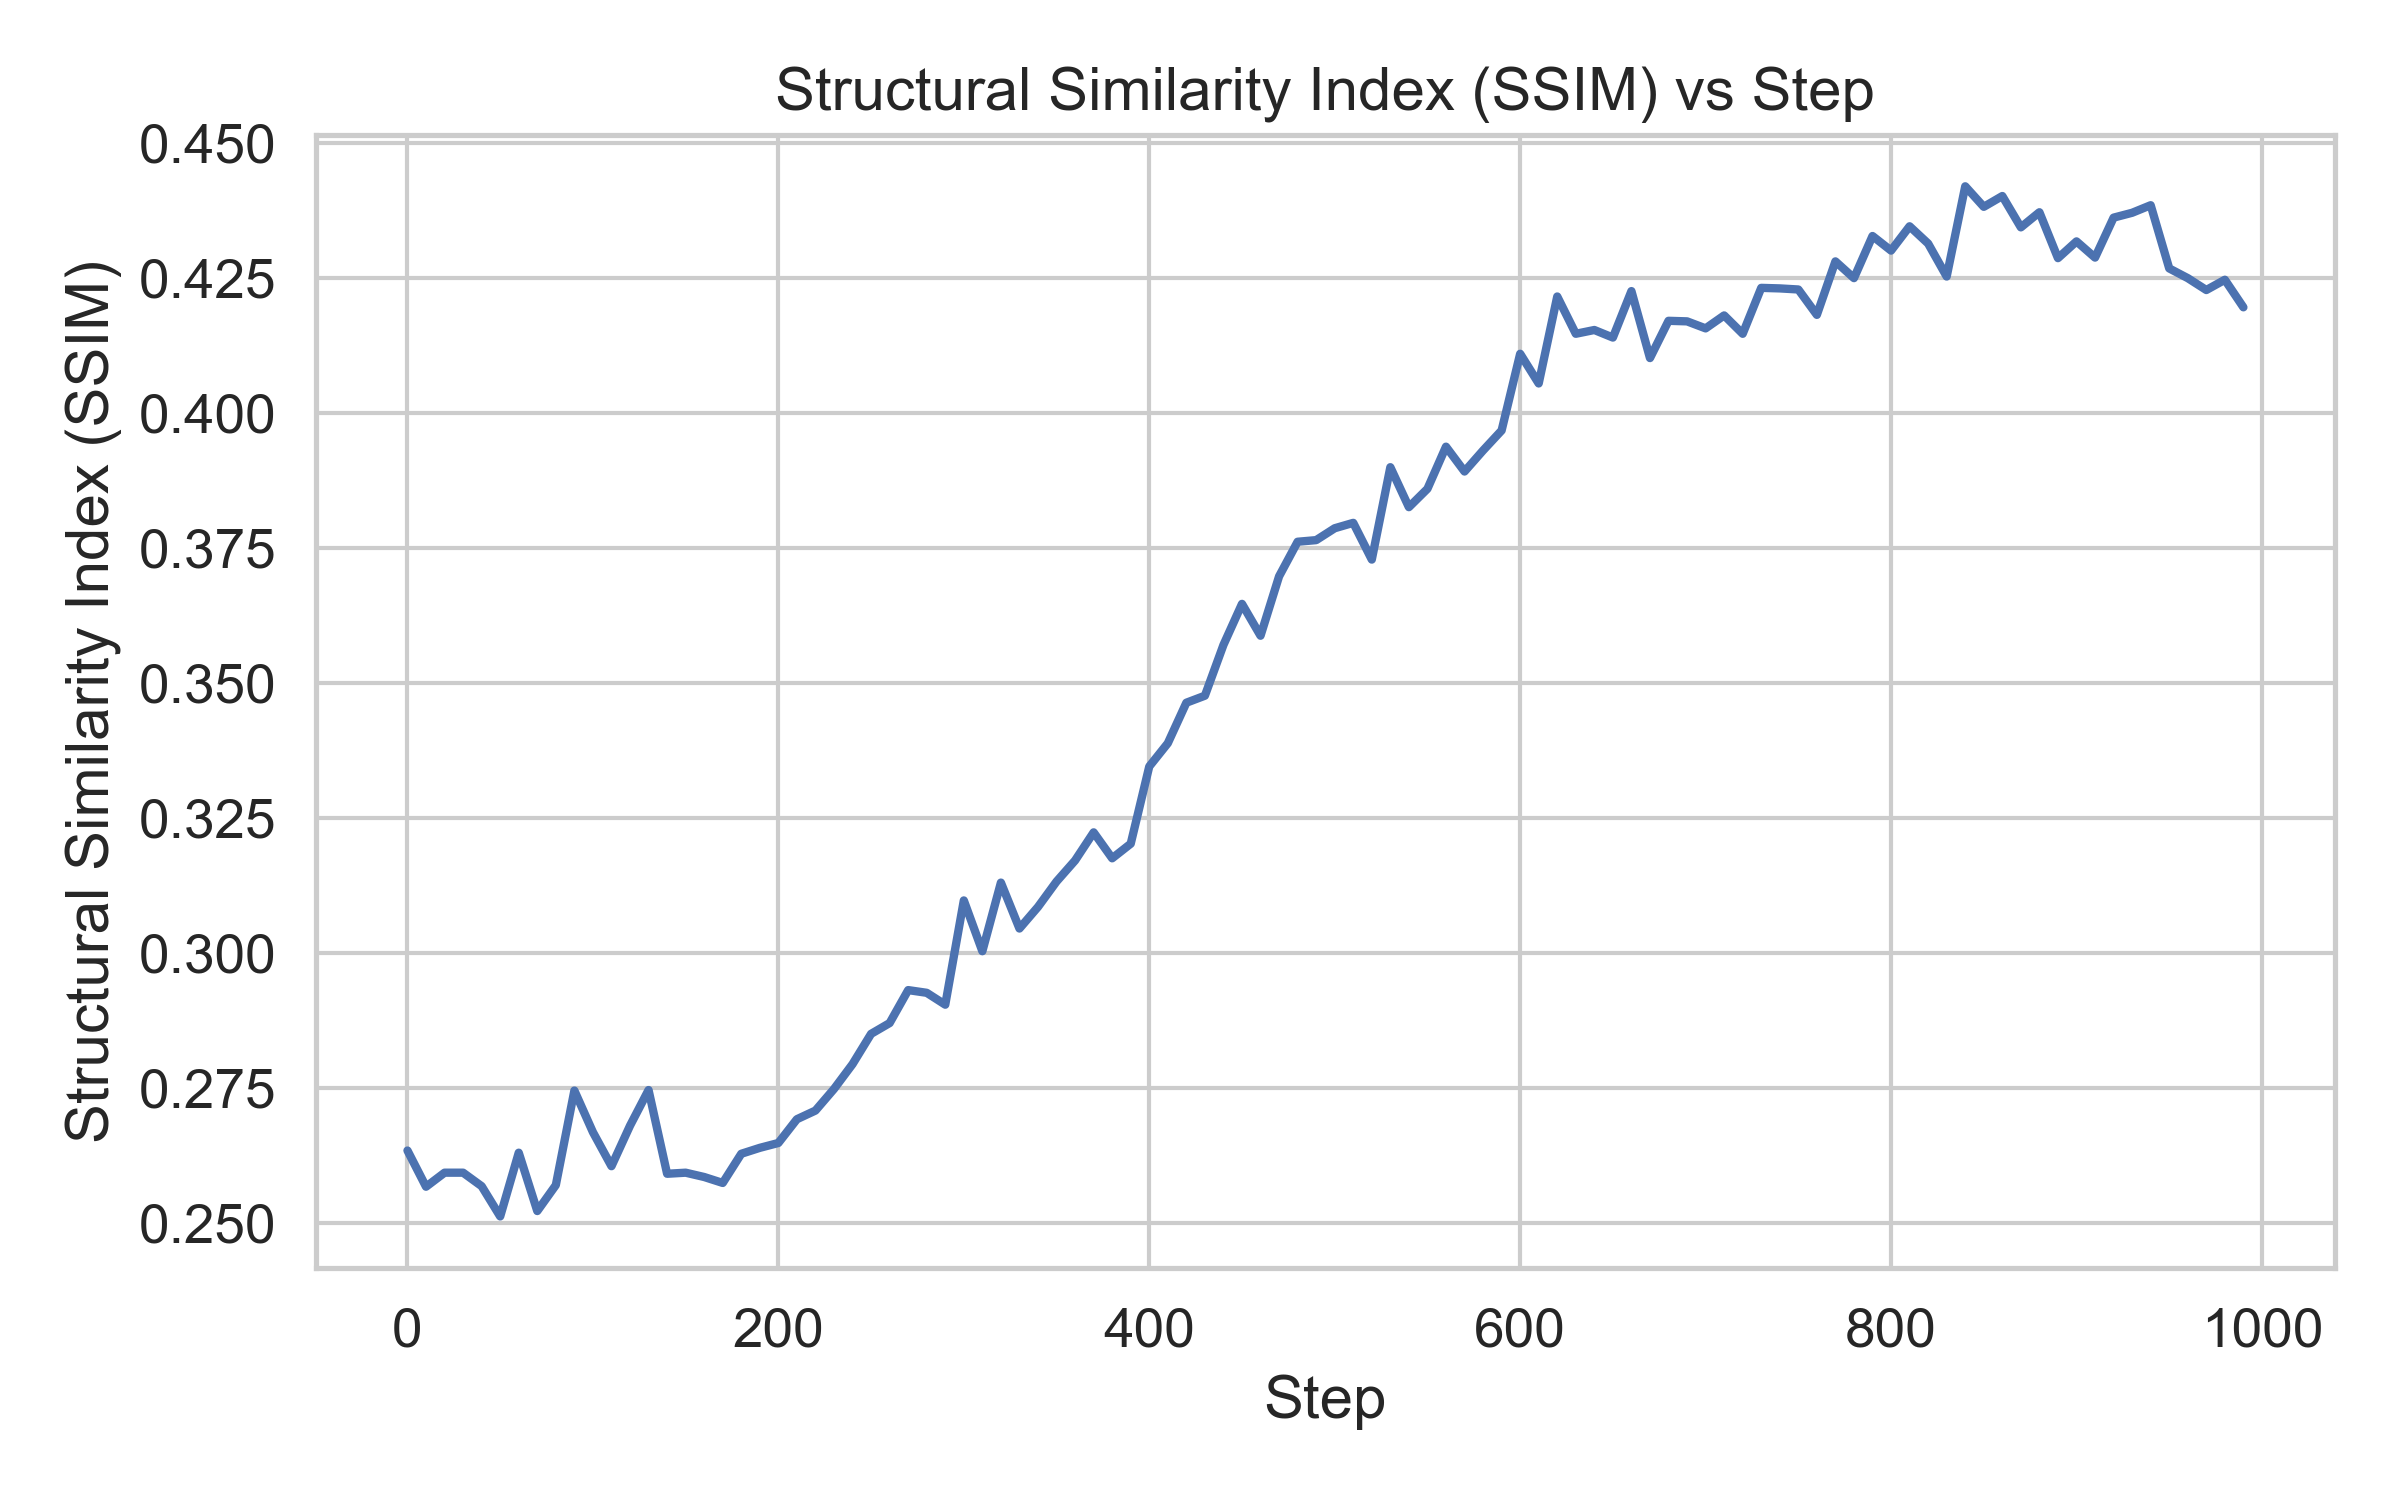 Structural Similarity Index (SSIM) vs Step
Structural Similarity Index (SSIM)
0.450
0.425
0.400
0.375
0.350
0.325
0.300
0.275
0.250
0 200 400 600 800 1000
Step